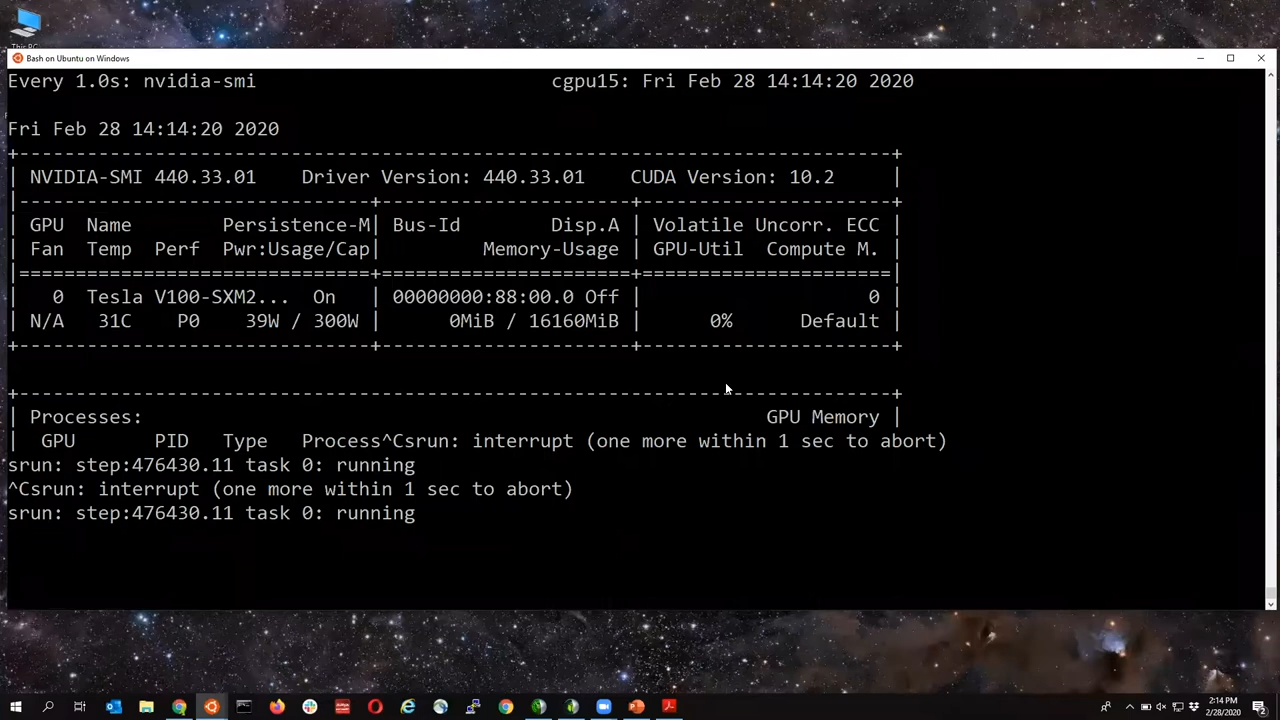 This PC
Bash on Ubuntu on Windows
Every 1.0s: nvidia-smi                          cgpu15: Fri Feb 28 14:14:20 2020
Fri Feb 28 14:14:20 2020
+-----------------------------------------------------------------------------+
| NVIDIA-SMI 440.33.01    Driver Version: 440.33.01    CUDA Version: 10.2     |
|-------------------------------+----------------------+----------------------+
| GPU  Name        Persistence-M| Bus-Id        Disp.A | Volatile Uncorr. ECC |
| Fan  Temp  Perf  Pwr:Usage/Cap|         Memory-Usage | GPU-Util  Compute M. |
|===============================+======================+======================|
|   0  Tesla V100-SXM2...  On   | 00000000:88:00.0 Off |                    0 |
| N/A   31C    P0    39W / 300W |      0MiB / 16160MiB |      0%      Default |
+-------------------------------+----------------------+----------------------+
+-----------------------------------------------------------------------------+
| Processes:                                                       GPU Memory |
|  GPU       PID   Type   Process^Csrun: interrupt (one more within 1 sec to abort)
srun: step:476430.11 task 0: running
^Csrun: interrupt (one more within 1 sec to abort)
srun: step:476430.11 task 0: running
2:14 PM
2/28/2020